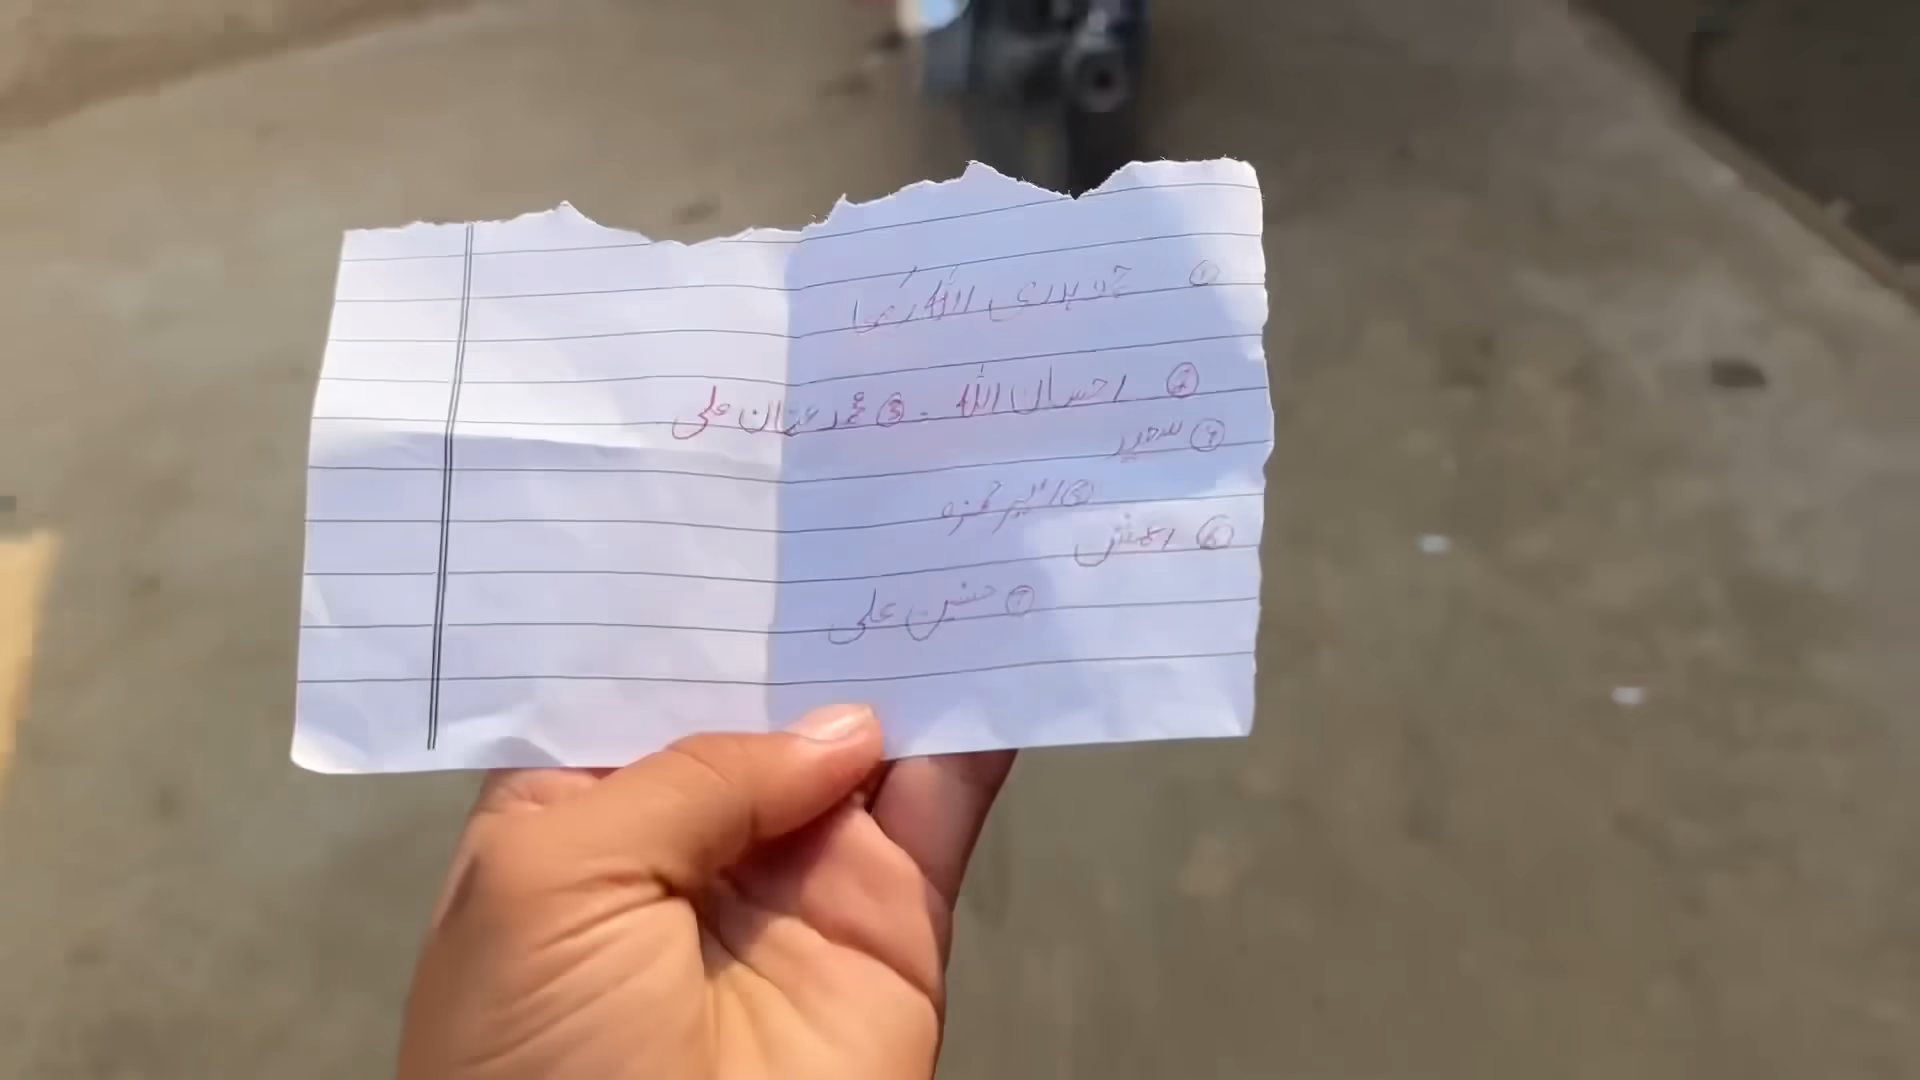 ① چوہدری اللہ رکھا
② احسان اللہ - ③ محمد عثمان علی
④ سعید
⑤ امیر حمزہ
⑥
⑦ حسن علی